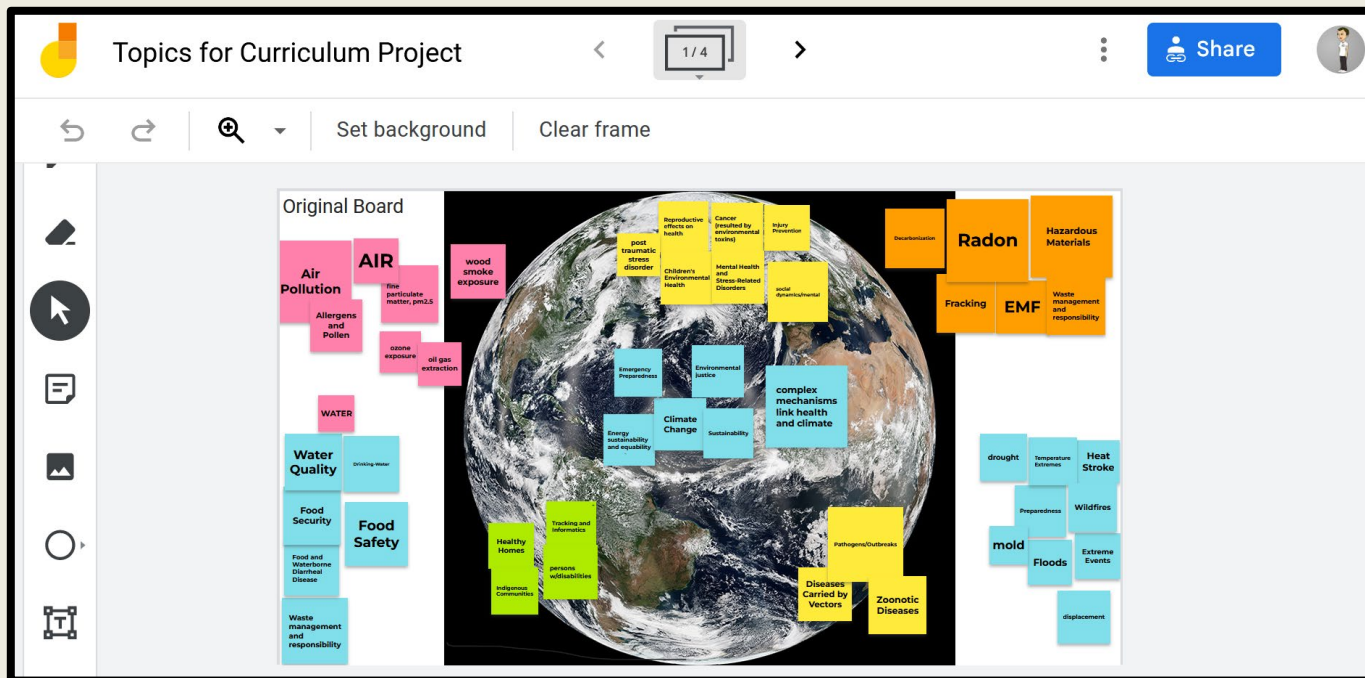 Topics for Curriculum Project
1 / 4
Share
Set background
Clear frame
Original Board
Air
Pollution
AIR
fine
particulate
matter, pm2.5
Allergens
and
Pollen
ozone
exposure
oil gas
extraction
wood
smoke
exposure
WATER
Water
Quality
Drinking-Water
Food
Security
Food
Safety
Food and
Waterborne
Diarrheal
Disease
Waste
management
and
responsibility
post
traumatic
stress
disorder
Reproductive
effects on
health
Cancer
(resulted by
environmental
toxins)
Injury
Prevention
Children's
Environmental
Health
Mental Health
and
Stress-Related
Disorders
social
dynamics/mental
Emergency
Preparedness
Environmental
justice
complex
mechanisms
link health
and climate
Energy
sustainability
and equability
Climate
Change
Sustainability
Healthy
Homes
Tracking and
Informatics
Indigenous
Communities
persons
w/disabilities
Pathogens/Outbreaks
Diseases
Carried by
Vectors
Zoonotic
Diseases
Decarbonization
Radon
Hazardous
Materials
Fracking
EMF
Waste
management
and
responsibility
drought
Temperature
Extremes
Heat
Stroke
Preparedness
Wildfires
mold
Floods
Extreme
Events
displacement